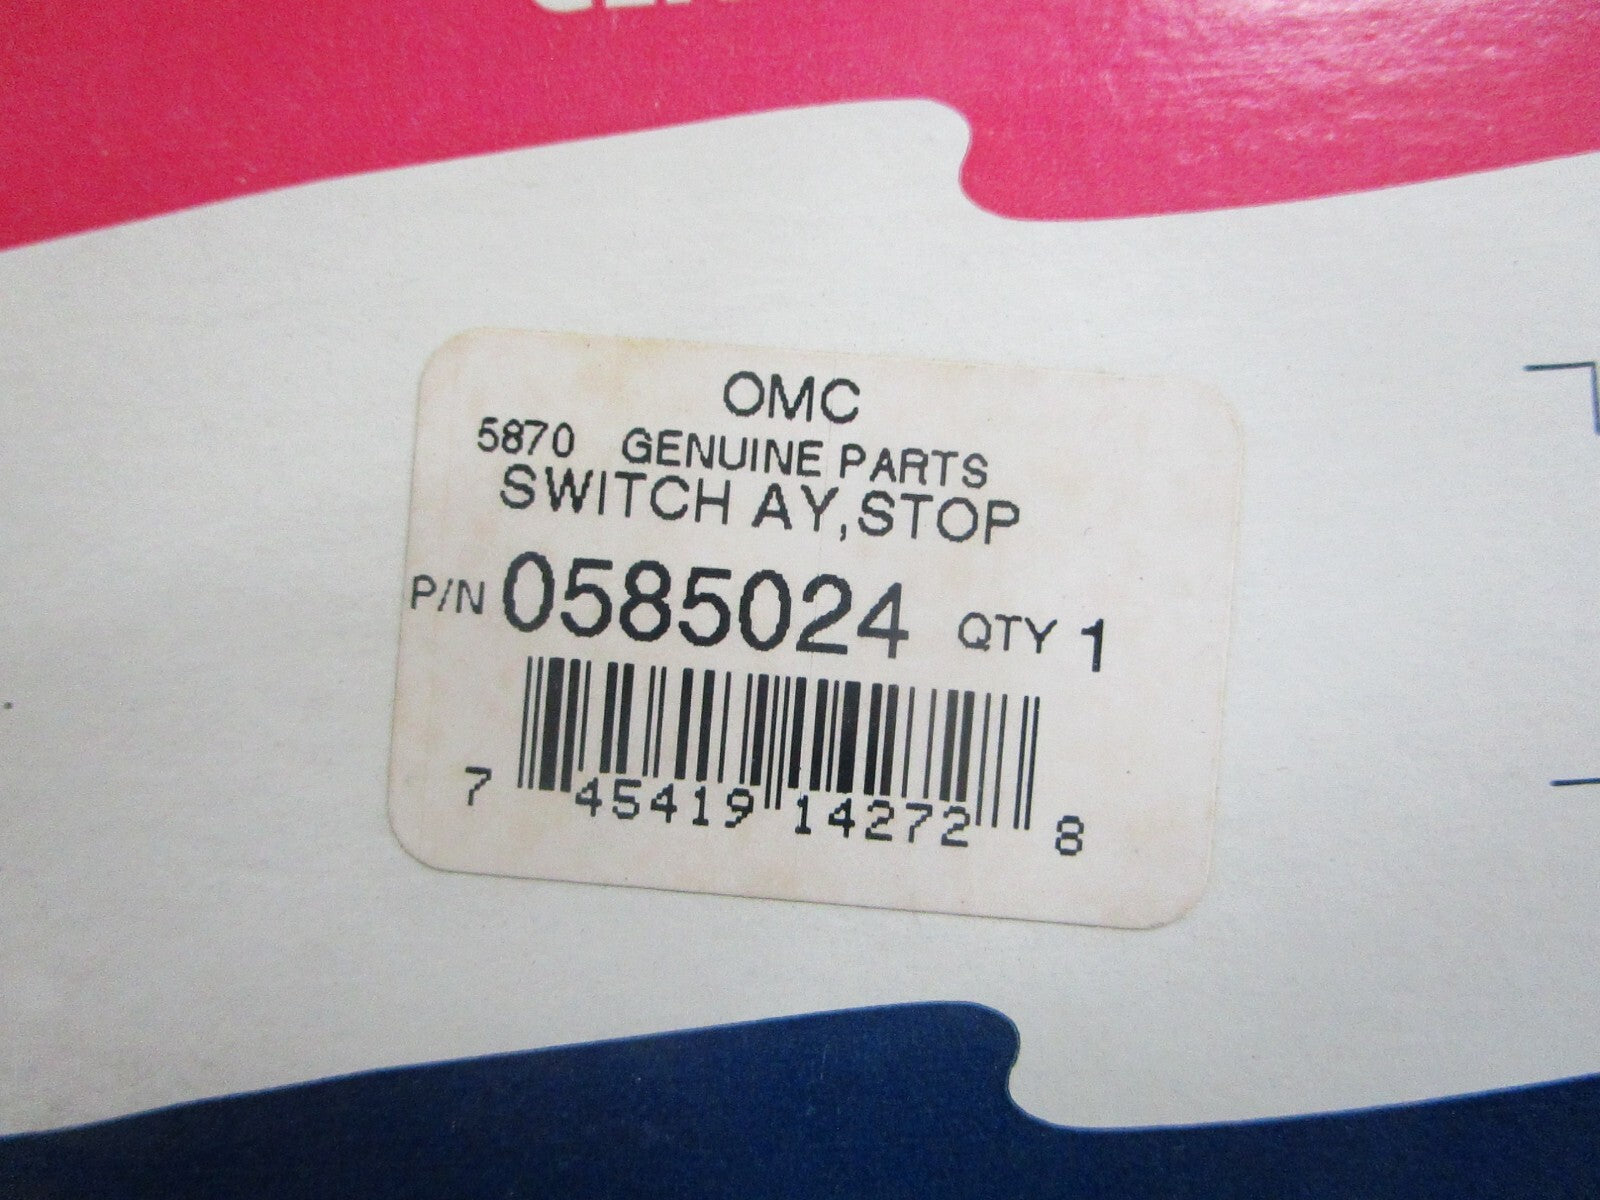 OMC
5870 GENUINE PARTS
SWITCH AY,STOP
P/N 0585024 QTY 1
7 45419 14272 8